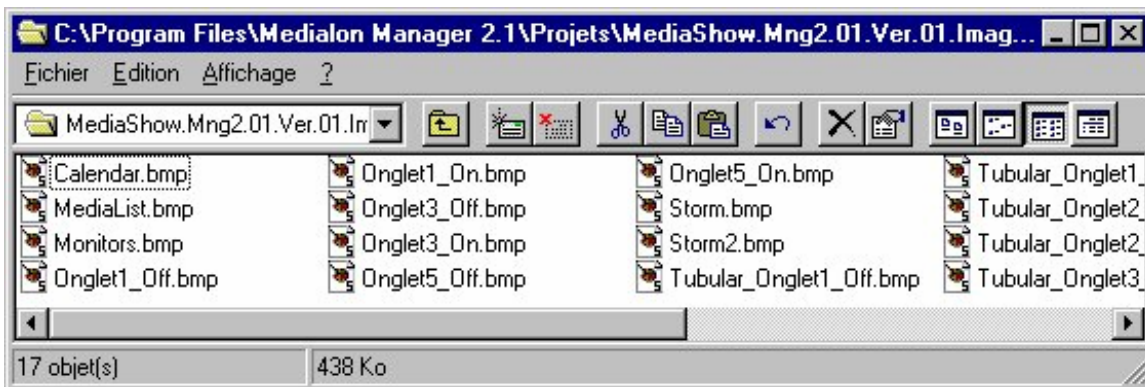 C:\Program Files\Medialon Manager 2.1\Projets\MediaShow.Mng2.01.Ver.01.Imag...
Fichier Edition Affichage ?
MediaShow.Mng2.01.Ver.01.Im
Calendar.bmp Onglet1_On.bmp Onglet5_On.bmp Tubular_Onglet1_
MediaList.bmp Onglet3_Off.bmp Storm.bmp Tubular_Onglet2_
Monitors.bmp Onglet3_On.bmp Storm2.bmp Tubular_Onglet2_
Onglet1_Off.bmp Onglet5_Off.bmp Tubular_Onglet1_Off.bmp Tubular_Onglet3_
17 objet(s) 438 Ko